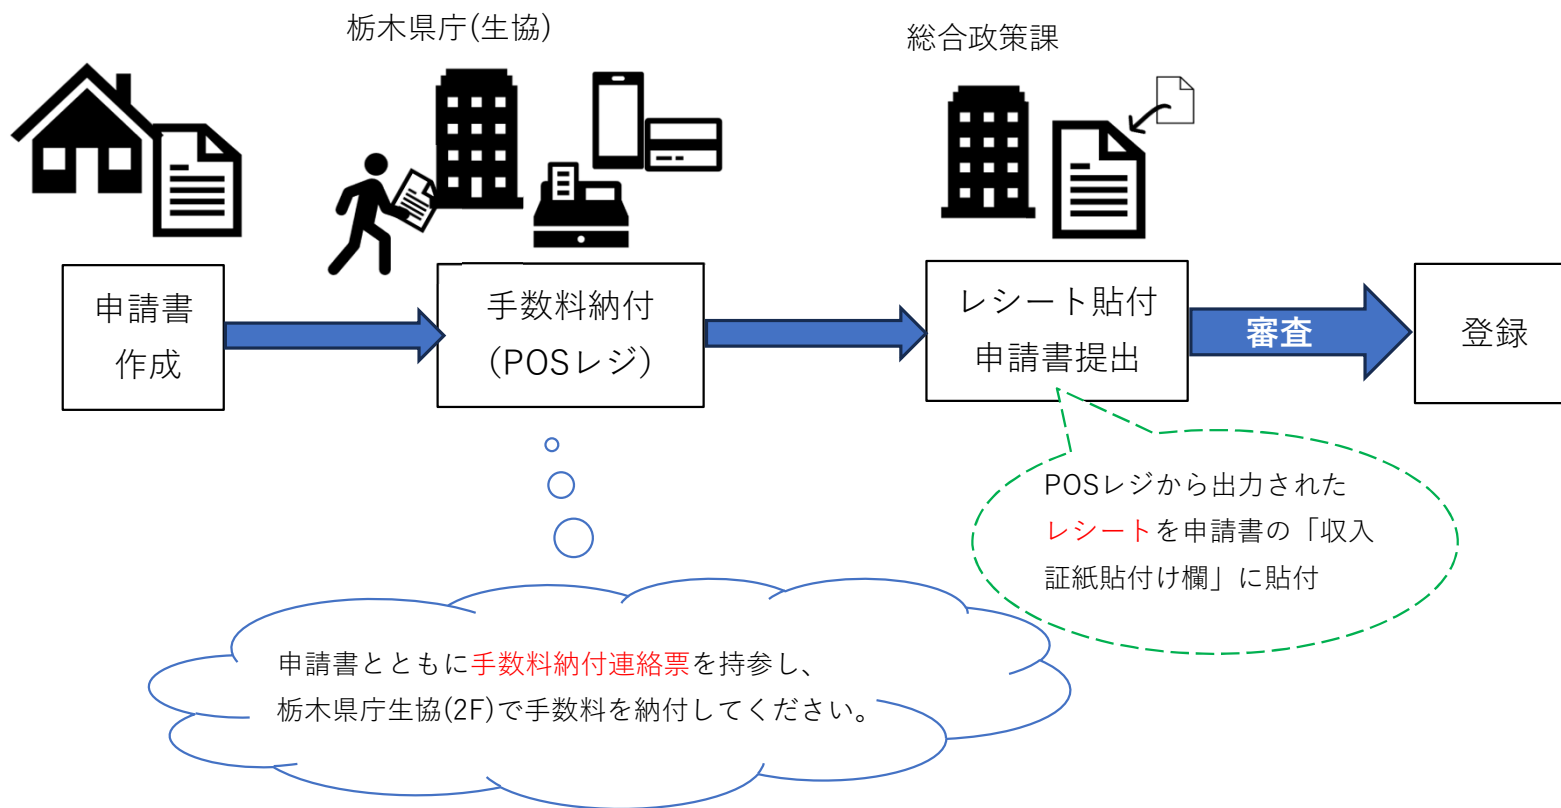 栃木県庁(生協)
総合政策課
申請書
作成
手数料納付
(POSレジ)
レシート貼付
申請書提出
審査
登録
POSレジから出力された
レシートを申請書の「収入
証紙貼付け欄」に貼付
申請書とともに手数料納付連絡票を持参し、
栃木県庁生協(2F)で手数料を納付してください。